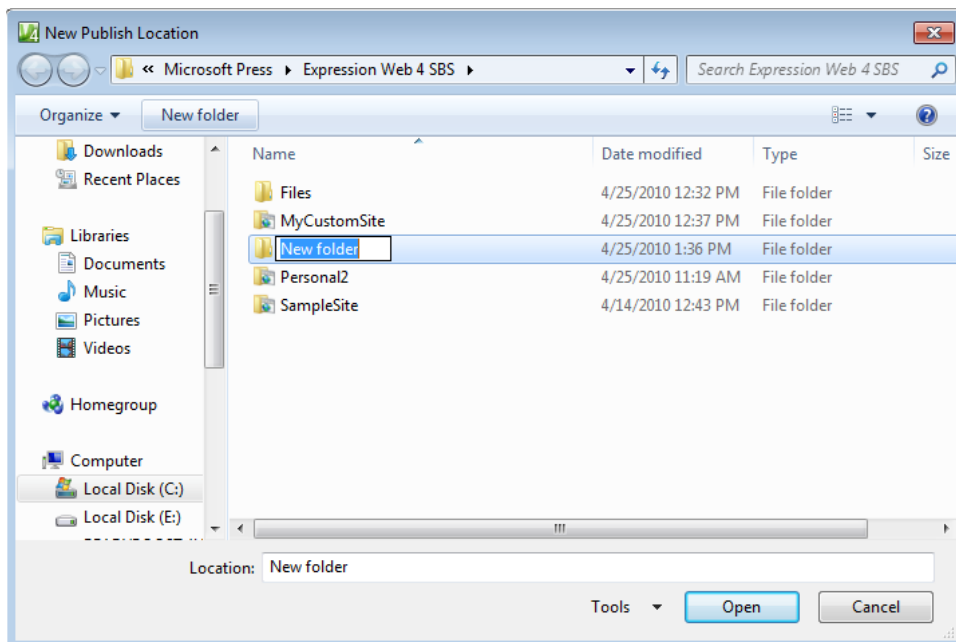 New Publish Location
« Microsoft Press ▸ Expression Web 4 SBS ▸ Search Expression Web 4 SBS
Organize New folder
Name Date modified Type Size
Downloads
Recent Places
Libraries
Documents
Music
Pictures
Videos
Homegroup
Computer
Local Disk (C:)
Local Disk (E:)
Files 4/25/2010 12:32 PM File folder
MyCustomSite 4/25/2010 12:37 PM File folder
New folder 4/25/2010 1:36 PM File folder
Personal2 4/25/2010 11:19 AM File folder
SampleSite 4/14/2010 12:43 PM File folder
Location: New folder
Tools Open Cancel